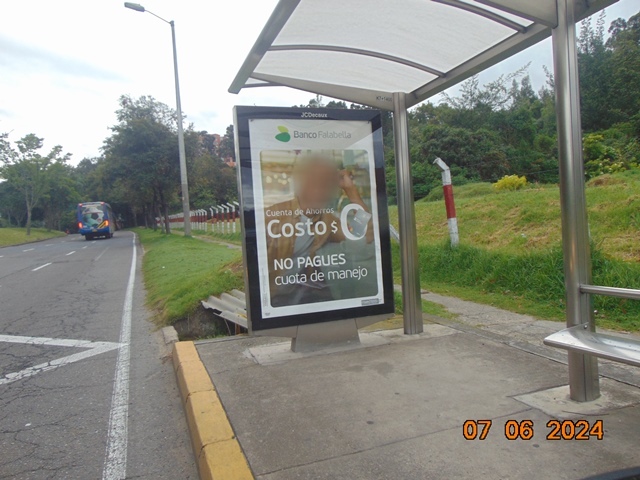 JCDecaux
Banco Falabella
Cuenta de Ahorros
Costo $0
NO PAGUES
cuota de manejo
07 06 2024